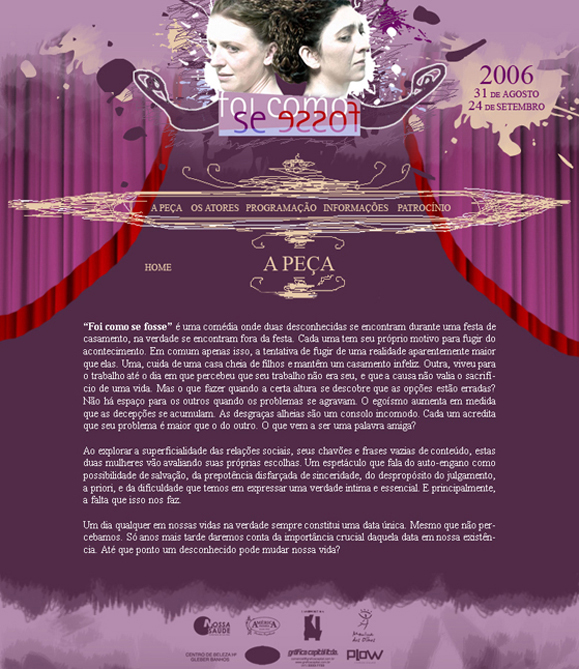 foi como
se fosse
2006
31 DE AGOSTO
24 DE SETEMBRO
A PEÇA OS ATORES PROGRAMAÇÃO INFORMAÇÕES PATROCÍNIO
HOME
A PEÇA
“Foi como se fosse” é uma comédia onde duas desconhecidas se encontram durante uma festa de
casamento, na verdade se encontram fora da festa. Cada uma tem seu próprio motivo para fugir do
acontecimento. Em comum apenas isso, a tentativa de fugir de uma realidade aparentemente maior
que elas. Uma, cuida de uma casa cheia de filhos e mantêm um casamento infeliz. Outra, viveu para
o trabalho até o dia em que percebeu que seu trabalho não era seu, e que a causa não valia o sacrifí-
cio de uma vida. Mas o que fazer quando a certa altura se descobre que as opções estão erradas?
Não há espaço para os outros quando os problemas se agravam. O egoísmo aumenta em medida
que as decepções se acumulam. As desgraças alheias são um consolo incomodo. Cada um acredita
que seu problema é maior que o do outro. O que vem a ser uma palavra amiga?
Ao explorar a superficialidade das relações sociais, seus chavões e frases vazias de conteúdo, estas
duas mulheres vão avaliando suas próprias escolhas. Um espetáculo que fala do auto-engano como
possibilidade de salvação, da prepotência disfarçada de sinceridade, do despropósito do julgamento,
a priori, e da dificuldade que temos em expressar uma verdade intima e essencial. E principalmente,
a falta que isso nos faz.
Um dia qualquer em nossas vidas na verdade sempre constitui uma data única. Mesmo que não per-
cebamos. Só anos mais tarde daremos conta da importância crucial daquela data em nossa existên-
cia. Até que ponto um desconhecido pode mudar nossa vida?
NOSSA
SAÚDE
AMÉRICA
CENTRO DE BELEZA Hº
GLEBER BANHOS
gráfica capital ltda.
PLOW